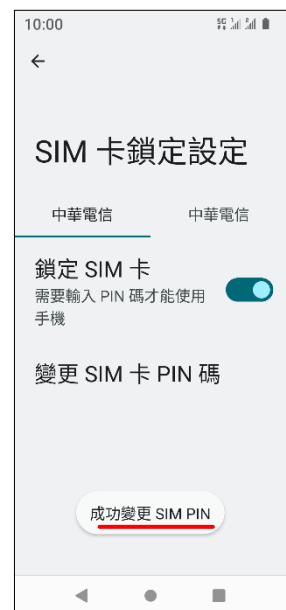 10:00
5G
SIM 卡鎖定設定
中華電信 中華電信
鎖定 SIM 卡
需要輸入 PIN 碼才能使用
手機
變更 SIM 卡 PIN 碼
成功變更 SIM PIN